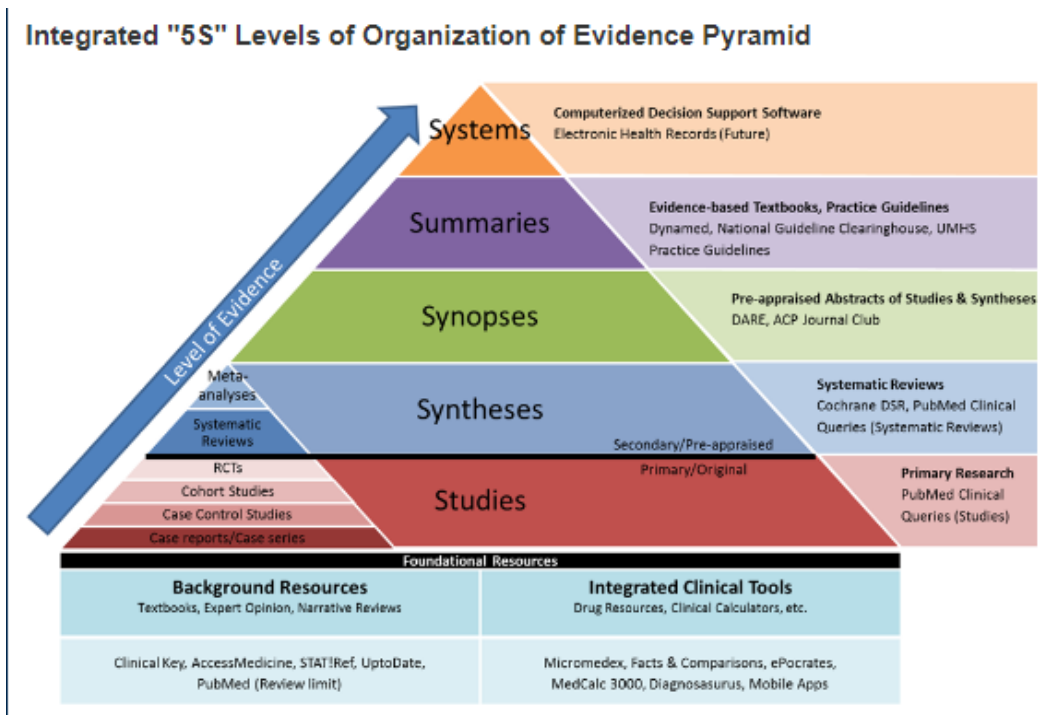 Integrated "5S" Levels of Organization of Evidence Pyramid
Level of Evidence
Systems
Computerized Decision Support Software
Electronic Health Records (Future)
Summaries
Evidence-based Textbooks, Practice Guidelines
Dynamed, National Guideline Clearinghouse, UMHS
Practice Guidelines
Synopses
Pre-appraised Abstracts of Studies & Syntheses
DARE, ACP Journal Club
Meta-
analyses
Systematic
Reviews
Syntheses
Secondary/Pre-appraised
Systematic Reviews
Cochrane DSR, PubMed Clinical
Queries (Systematic Reviews)
RCTs
Cohort Studies
Case Control Studies
Case reports/Case series
Primary/Original
Studies
Primary Research
PubMed Clinical
Queries (Studies)
Foundational Resources
Background Resources
Textbooks, Expert Opinion, Narrative Reviews
Integrated Clinical Tools
Drug Resources, Clinical Calculators, etc.
Clinical Key, AccessMedicine, STAT!Ref, UptoDate,
PubMed (Review limit)
Micromedex, Facts & Comparisons, ePocrates,
MedCalc 3000, Diagnosaurus, Mobile Apps